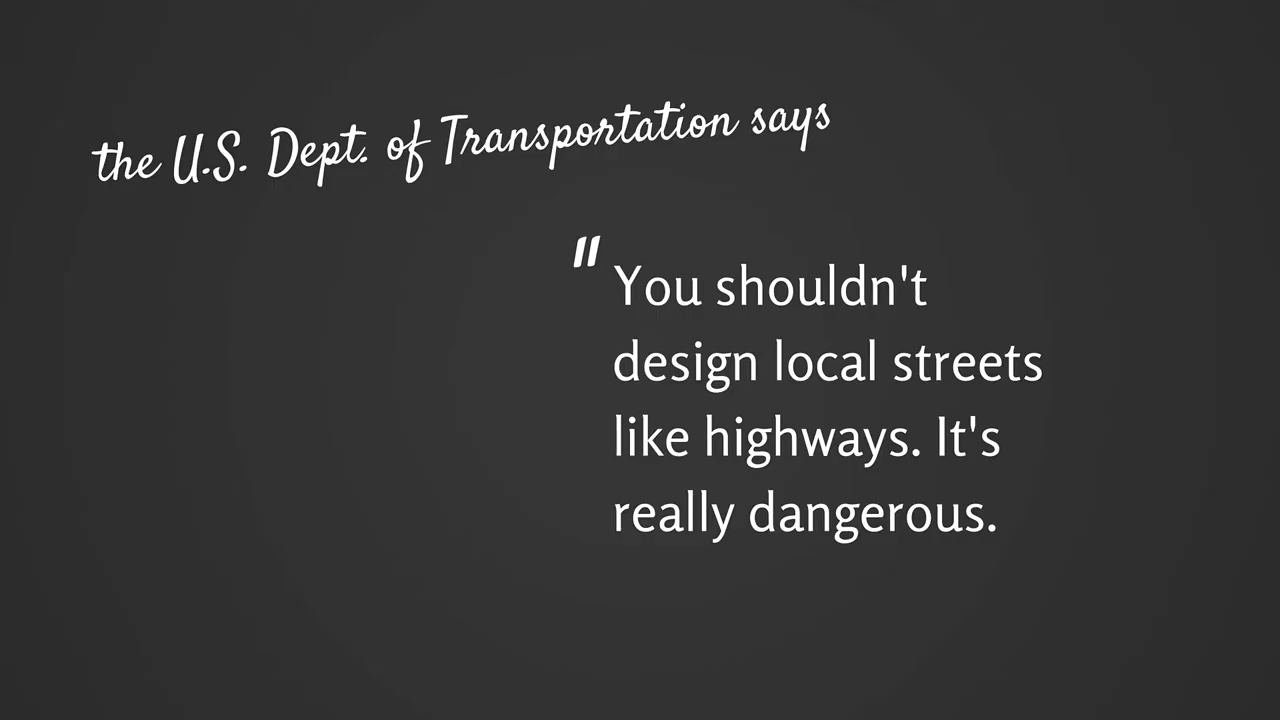 the U.S. Dept. of Transportation says
"You shouldn't
design local streets
like highways. It's
really dangerous.